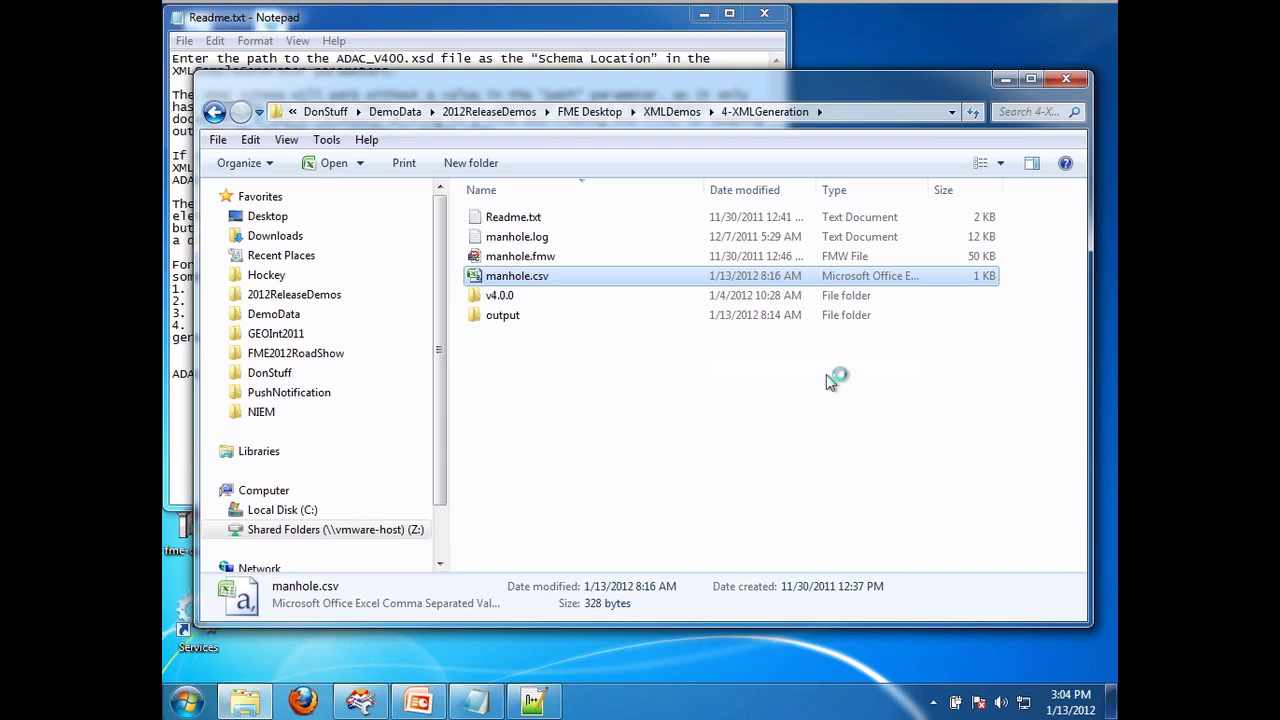 Readme.txt - Notepad
File Edit Format View Help
Enter the path to the ADAC_V400.xsd file as the "Schema Location" in the
« DonStuff DemoData 2012ReleaseDemos FME Desktop XMLDemos 4-XMLGeneration Search 4-X...
File Edit View Tools Help
Organize Open Print New folder
Name Date modified Type Size
Favorites
Desktop
Downloads
Recent Places
Hockey
2012ReleaseDemos
DemoData
GEOInt2011
FME2012RoadShow
DonStuff
PushNotification
NIEM
Libraries
Computer
Local Disk (C:)
Shared Folders (\\vmware-host) (Z:)
Network
Readme.txt 11/30/2011 12:41 ... Text Document 2 KB
manhole.log 12/7/2011 5:29 AM Text Document 12 KB
manhole.fmw 11/30/2011 12:46 ... FMW File 50 KB
manhole.csv 1/13/2012 8:16 AM Microsoft Office E... 1 KB
v4.0.0 1/4/2012 10:28 AM File folder
output 1/13/2012 8:14 AM File folder
manhole.csv Date modified: 1/13/2012 8:16 AM Date created: 11/30/2011 12:37 PM
Microsoft Office Excel Comma Separated Val... Size: 328 bytes
1.
2.
3.
4.
Services
3:04 PM
1/13/2012